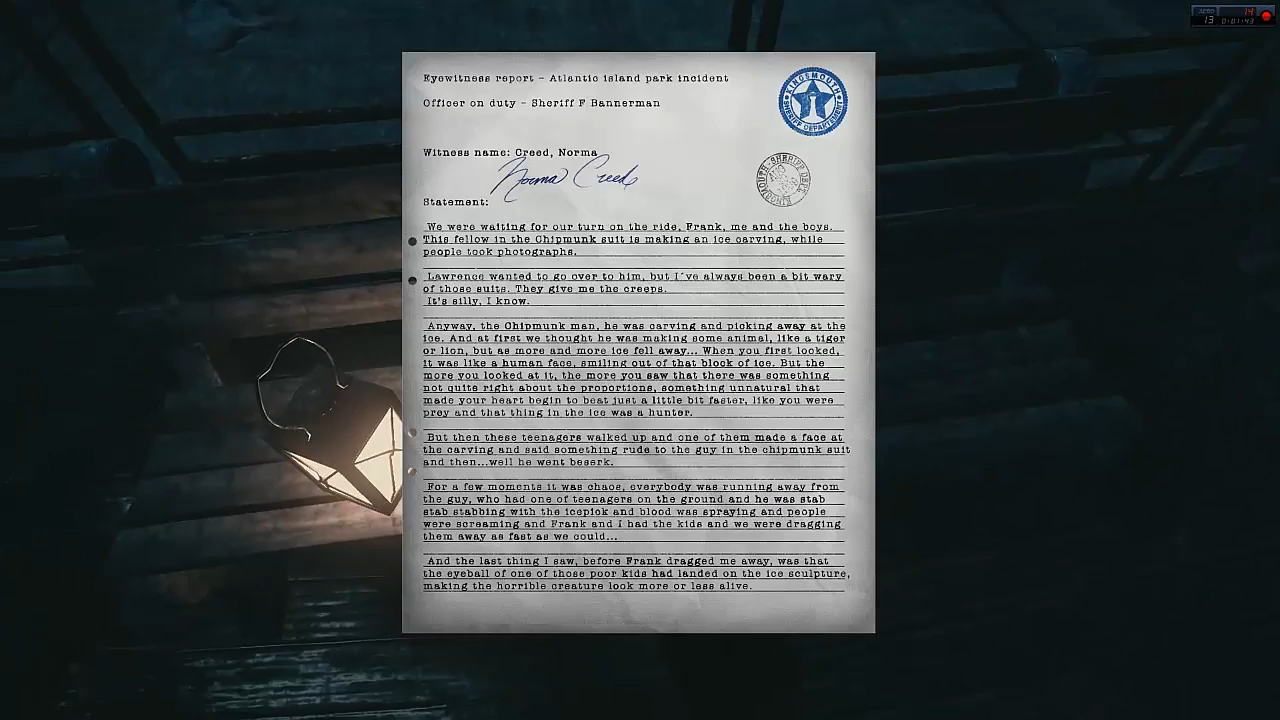 AERO 14
13 0:01:43
Eyewitness report - Atlantic island park incident
KINGSMOUTH
SHERIFF DEPARTMENT
Officer on duty - Sheriff F Bannerman
Witness name: Creed, Norma
Norma Creed
KINGSMOUTH SHERIFF DEPT.
Statement:
We were waiting for our turn on the ride, Frank, me and the boys.
This fellow in the Chipmunk suit is making an ice carving, while
people took photographs.
Lawrence wanted to go over to him, but I´ve always been a bit wary
of those suits. They give me the creeps.
It's silly, I know.
Anyway, the Chipmunk man, he was carving and picking away at the
ice. And at first we thought he was making some animal, like a tiger
or lion, but as more and more ice fell away... When you first looked,
it was like a human face, smiling out of that block of ice. But the
more you looked at it, the more you saw that there was something
not quite right about the proportions, something unnatural that
made your heart begin to beat just a little bit faster, like you were
prey and that thing in the ice was a hunter.
But then these teenagers walked up and one of them made a face at
the carving and said something rude to the guy in the chipmunk suit
and then...well he went beserk.
For a few moments it was chaos, everybody was running away from
the guy, who had one of teenagers on the ground and he was stab
stab stabbing with the icepick and blood was spraying and people
were screaming and Frank and I had the kids and we were dragging
them away as fast as we could...
And the last thing I saw, before Frank dragged me away, was that
the eyeball of one of those poor kids had landed on the ice sculpture,
making the horrible creature look more or less alive.